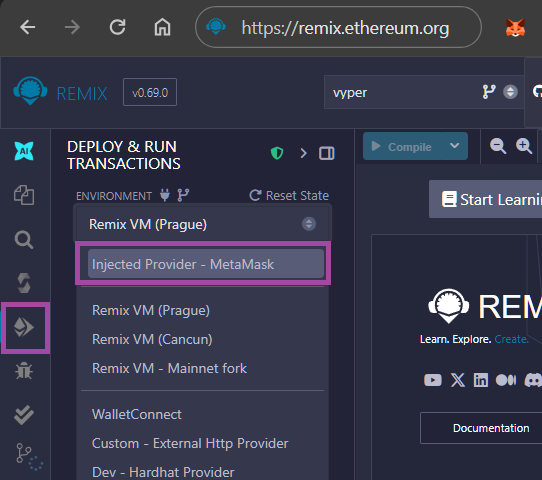 https://remix.ethereum.org
REMIX
v0.69.0
vyper
AI
DEPLOY & RUN
TRANSACTIONS
Compile
ENVIRONMENT
Reset State
Start Learnin
Remix VM (Prague)
Injected Provider - MetaMask
Remix VM (Prague)
Remix VM (Cancun)
Remix VM - Mainnet fork
WalletConnect
Custom - External Http Provider
Dev - Hardhat Provider
REM
Learn. Explore. Create.
Documentation